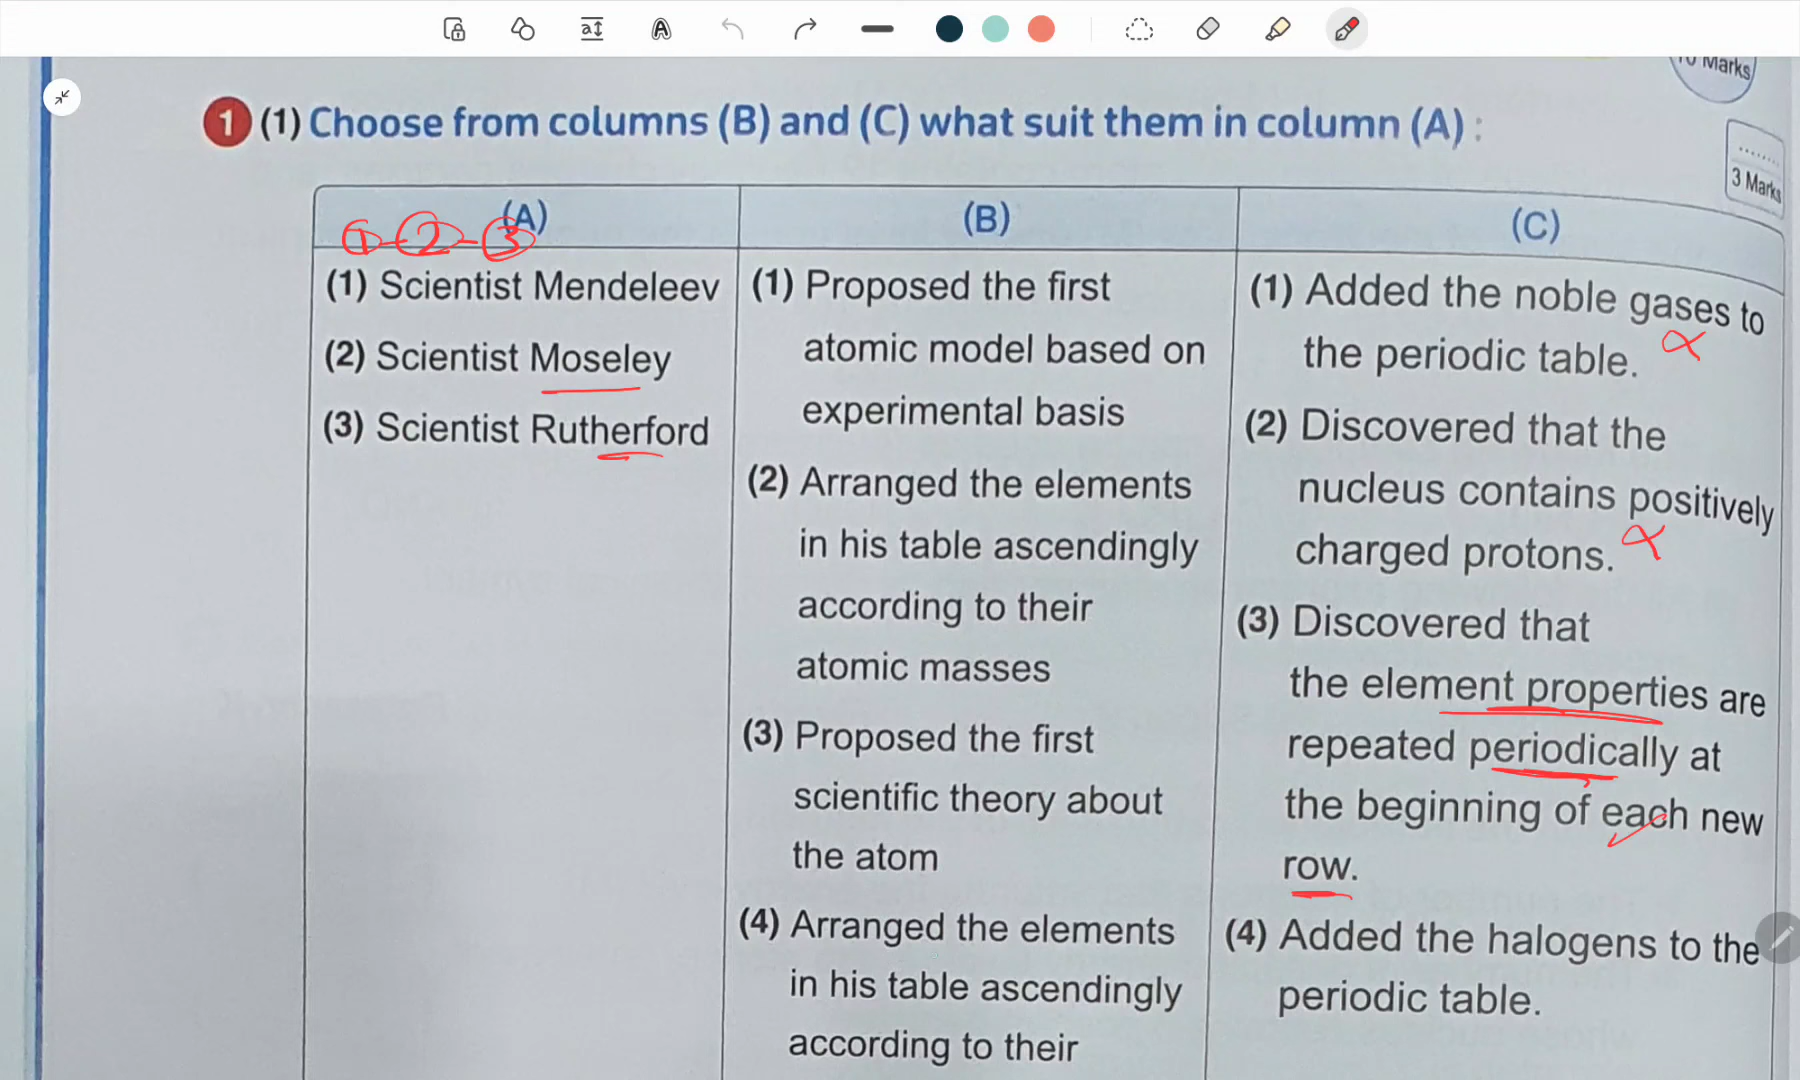 10 Marks
1 (1) Choose from columns (B) and (C) what suit them in column (A) :
3 Marks
(A)
1-2-3
(B)
(C)
(1) Scientist Mendeleev
(2) Scientist Moseley
(3) Scientist Rutherford
(1) Proposed the first
atomic model based on
experimental basis
(2) Arranged the elements
in his table ascendingly
according to their
atomic masses
(3) Proposed the first
scientific theory about
the atom
(4) Arranged the elements
in his table ascendingly
according to their
(1) Added the noble gases to
the periodic table.
(2) Discovered that the
nucleus contains positively
charged protons.
(3) Discovered that
the element properties are
repeated periodically at
the beginning of each new
row.
(4) Added the halogens to the
periodic table.